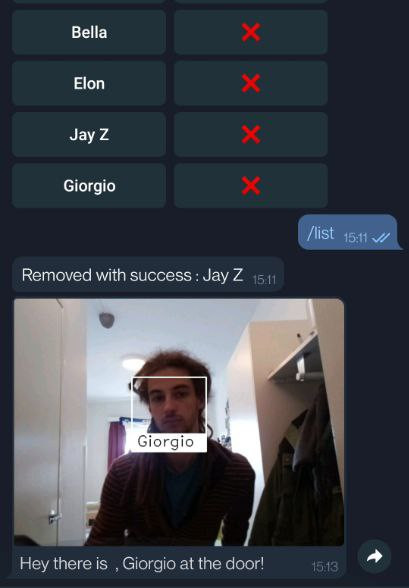 Bella
Elon
Jay Z
Giorgio
/list 15:11
Removed with success : Jay Z 15:11
Giorgio
Hey there is , Giorgio at the door! 15:13